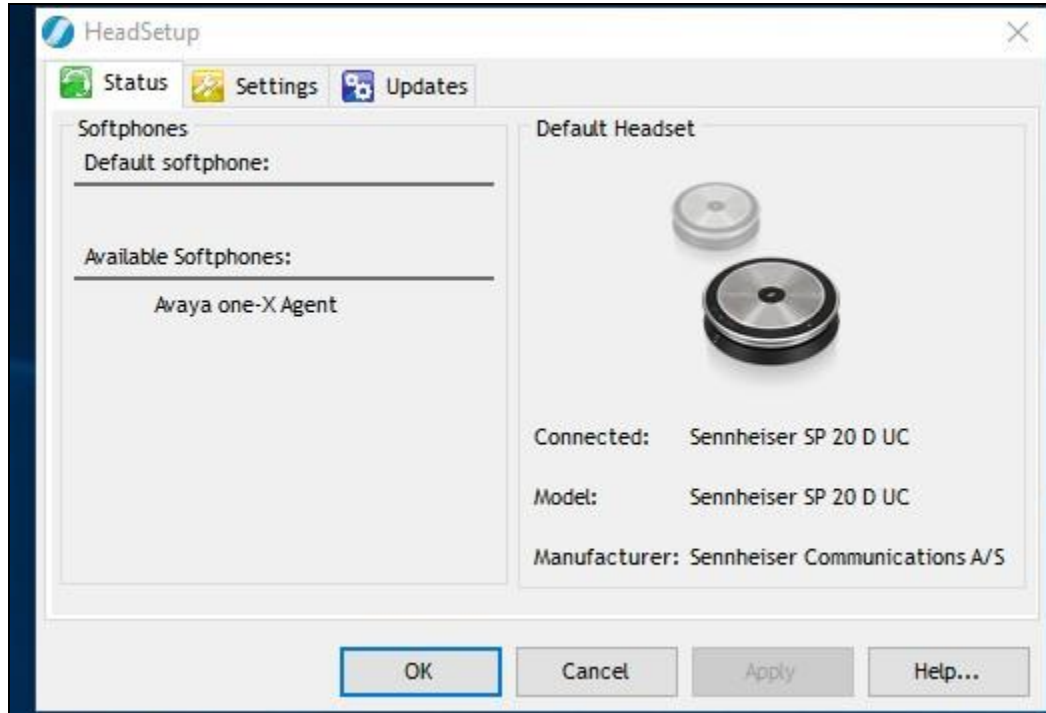 HeadSetup
Status Settings Updates
Softphones
Default softphone:
Available Softphones:
Avaya one-X Agent
Default Headset
Connected: Sennheiser SP 20 D UC
Model: Sennheiser SP 20 D UC
Manufacturer: Sennheiser Communications A/S
OK Cancel Apply Help...